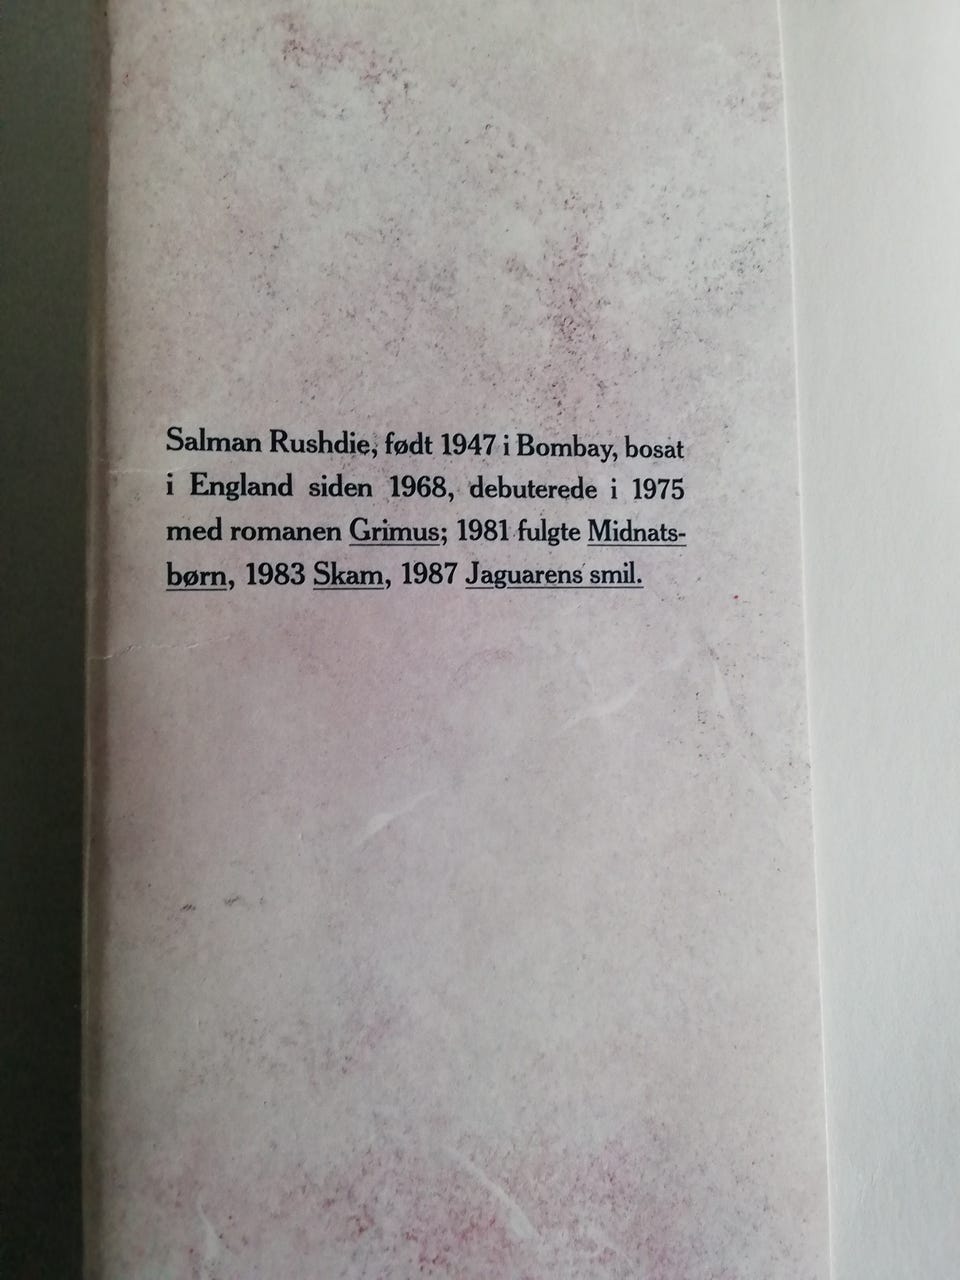 Salman Rushdie, født 1947 i Bombay, bosat
i England siden 1968, debuterede i 1975
med romanen Grimus; 1981 fulgte Midnats-
børn, 1983 Skam, 1987 Jaguarens smil.